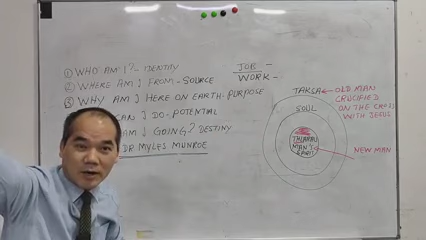 ① WHO AM I? - IDENTITY
② WHERE AM I FROM - SOURCE
③ WHY AM I HERE ON EARTH - PURPOSE
CAN I DO - POTENTIAL
AM I GOING? DESTINY
DR MYLES MUNROE
JOB -
WORK -
TAKSA
OLD MAN
CRUCIFIED
ON THE CROSS
WITH JESUS
SOUL
MAN'S
SPIRIT
NEW MAN